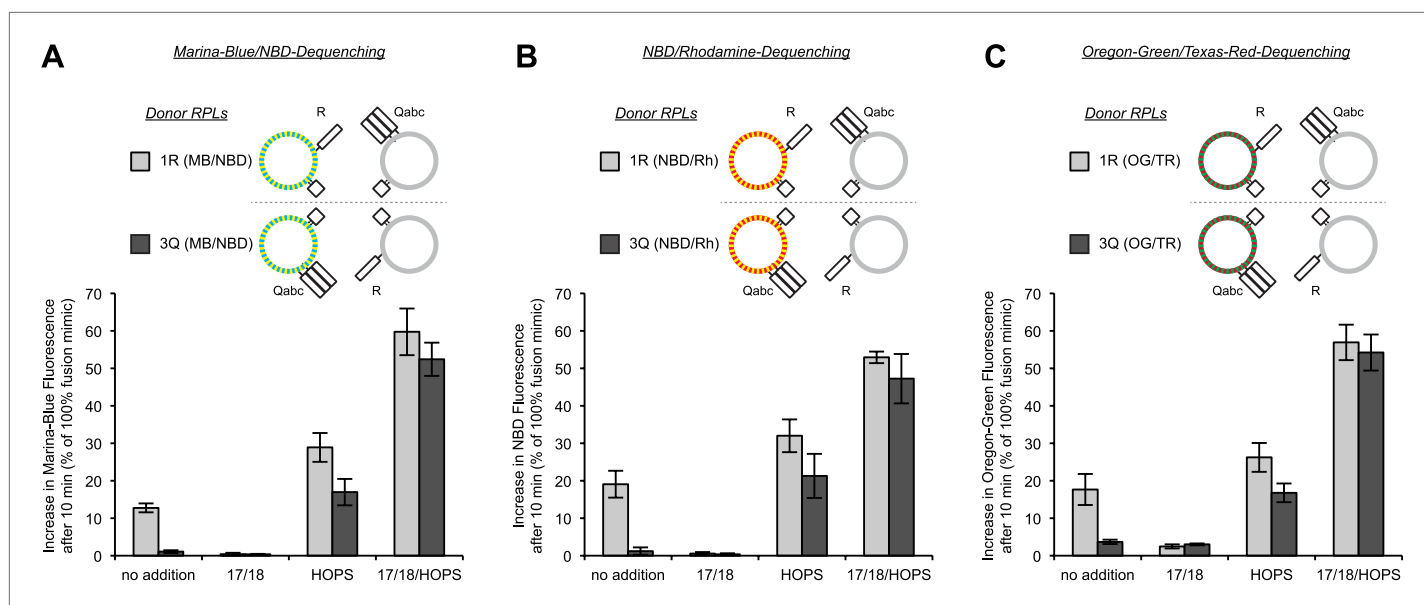 A
Marina-Blue/NBD-Dequenching
Donor RPLs
R
Qabc
1R (MB/NBD)
3Q (MB/NBD)
Qabc
R
Increase in Marina-Blue Fluorescence
after 10 min (% of 100% fusion mimic)
70
60
50
40
30
20
10
0
no addition
17/18
HOPS
17/18/HOPS
B
NBD/Rhodamine-Dequenching
Donor RPLs
R
Qabc
1R (NBD/Rh)
3Q (NBD/Rh)
Qabc
R
Increase in NBD Fluorescence
after 10 min (% of 100% fusion mimic)
70
60
50
40
30
20
10
0
no addition
17/18
HOPS
17/18/HOPS
C
Oregon-Green/Texas-Red-Dequenching
Donor RPLs
R
Qabc
1R (OG/TR)
3Q (OG/TR)
Qabc
R
Increase in Oregon-Green Fluorescence
after 10 min (% of 100% fusion mimic)
70
60
50
40
30
20
10
0
no addition
17/18
HOPS
17/18/HOPS